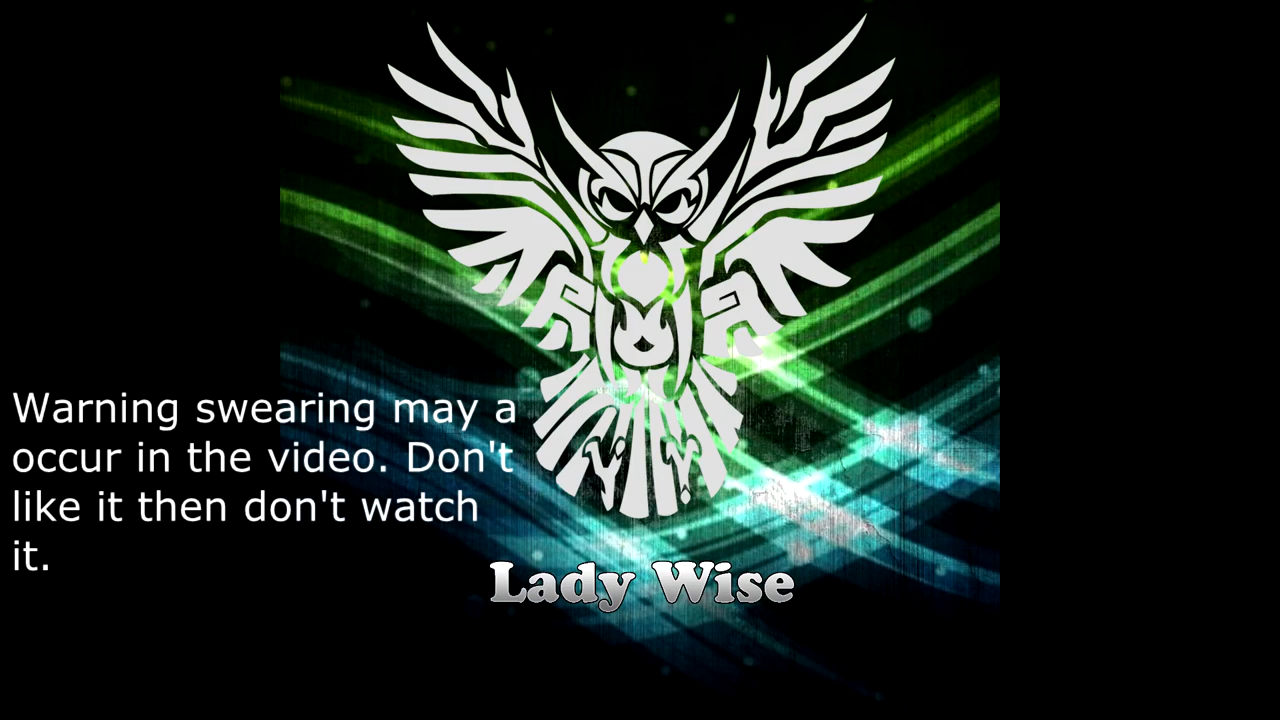 Warning swearing may a
occur in the video. Don't
like it then don't watch
it.
Lady Wise